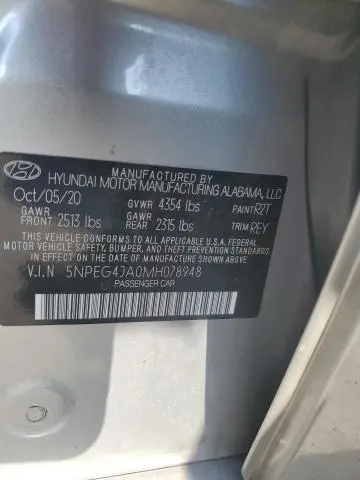 MANUFACTURED BY
HYUNDAI MOTOR MANUFACTURING ALABAMA, LLC
Oct/05/20 GVWR 4354 lbs PAINT R2T
GAWR FRONT 2513 lbs GAWR REAR 2315 lbs TRIM REY
THIS VEHICLE CONFORMS TO ALL APPLICABLE U.S. FEDERAL
MOTOR VEHICLE SAFETY, BUMPER, AND THEFT PREVENTION
STANDARDS IN EFFECT ON THE DATE OF MANUFACTURE SHOWN ABOVE.
V.I.N 5NPEG4JA0MH078948
PASSENGER CAR